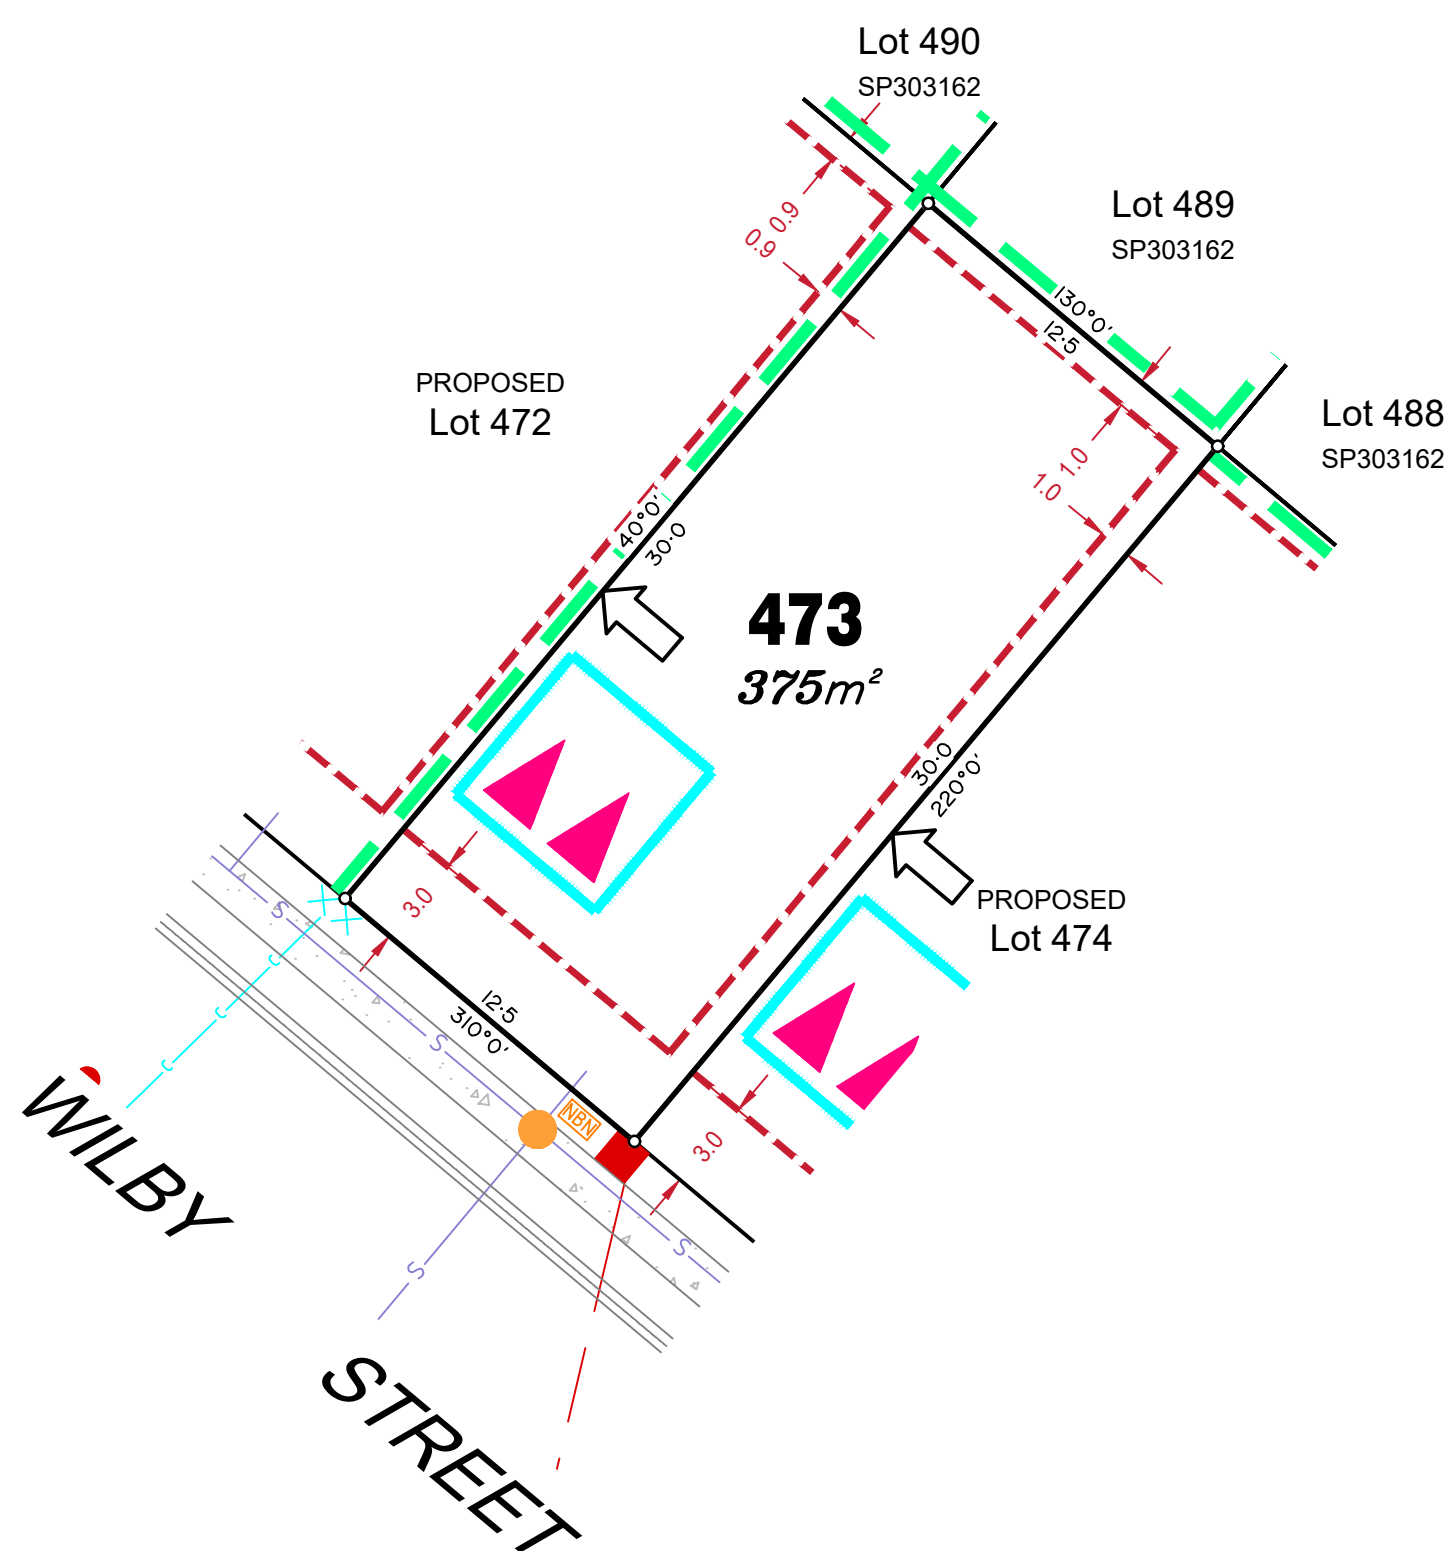 Lot 490
SP303162
Lot 489
SP303162
0.9
0.9
130°0'
12·5
PROPOSED
Lot 472
Lot 488
SP303162
1.0
1.0
40°0'
30·0
473
375m²
30·0
220°0'
3.0
PROPOSED
Lot 474
S
12·5
310°0'
C
C
S
C
NBN
3.0
WILBY
S
S
STREET